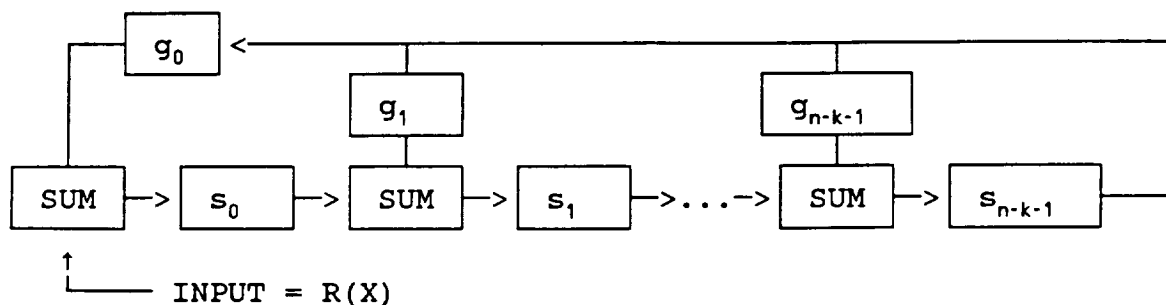 g₀
g₁ gₙ₋ₖ₋₁
SUM s₀ SUM s₁ ... SUM sₙ₋ₖ₋₁
INPUT = R(X)